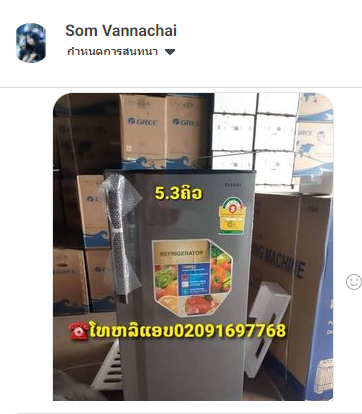 Som Vannachai
กำหนดการสนทนา
GREE
GREE
5.3ຄິວ
REFRIGERATOR
Energy
MACHINE
☎️ໂທຫລືແອບ02091697768